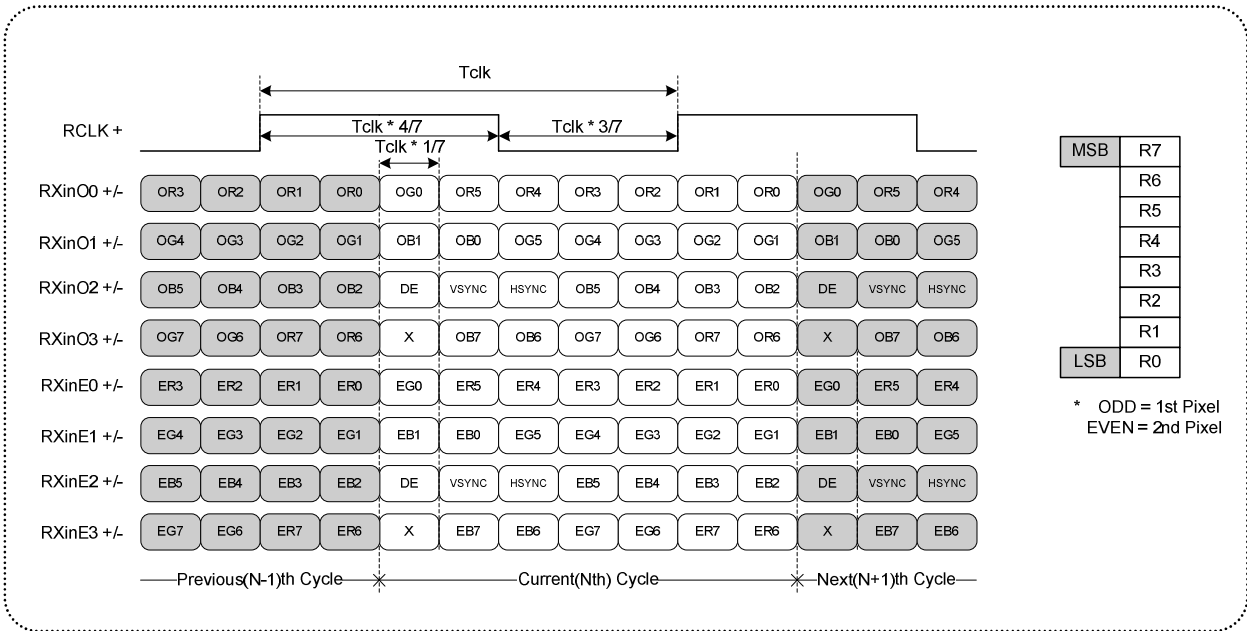 Tclk
RCLK +
Tclk * 4/7
Tclk * 3/7
Tclk * 1/7
MSB R7
R6
R5
R4
R3
R2
R1
LSB R0
* ODD = 1st Pixel
EVEN = 2nd Pixel
RXinO0 +/- OR3 OR2 OR1 OR0 OG0 OR5 OR4 OR3 OR2 OR1 OR0 OG0 OR5 OR4
RXinO1 +/- OG4 OG3 OG2 OG1 OB1 OB0 OG5 OG4 OG3 OG2 OG1 OB1 OB0 OG5
RXinO2 +/- OB5 OB4 OB3 OB2 DE VSYNC HSYNC OB5 OB4 OB3 OB2 DE VSYNC HSYNC
RXinO3 +/- OG7 OG6 OR7 OR6 X OB7 OB6 OG7 OG6 OR7 OR6 X OB7 OB6
RXinE0 +/- ER3 ER2 ER1 ER0 EG0 ER5 ER4 ER3 ER2 ER1 ER0 EG0 ER5 ER4
RXinE1 +/- EG4 EG3 EG2 EG1 EB1 EB0 EG5 EG4 EG3 EG2 EG1 EB1 EB0 EG5
RXinE2 +/- EB5 EB4 EB3 EB2 DE VSYNC HSYNC EB5 EB4 EB3 EB2 DE VSYNC HSYNC
RXinE3 +/- EG7 EG6 ER7 ER6 X EB7 EB6 EG7 EG6 ER7 ER6 X EB7 EB6
Previous(N-1)th Cycle Current(Nth) Cycle Next(N+1)th Cycle